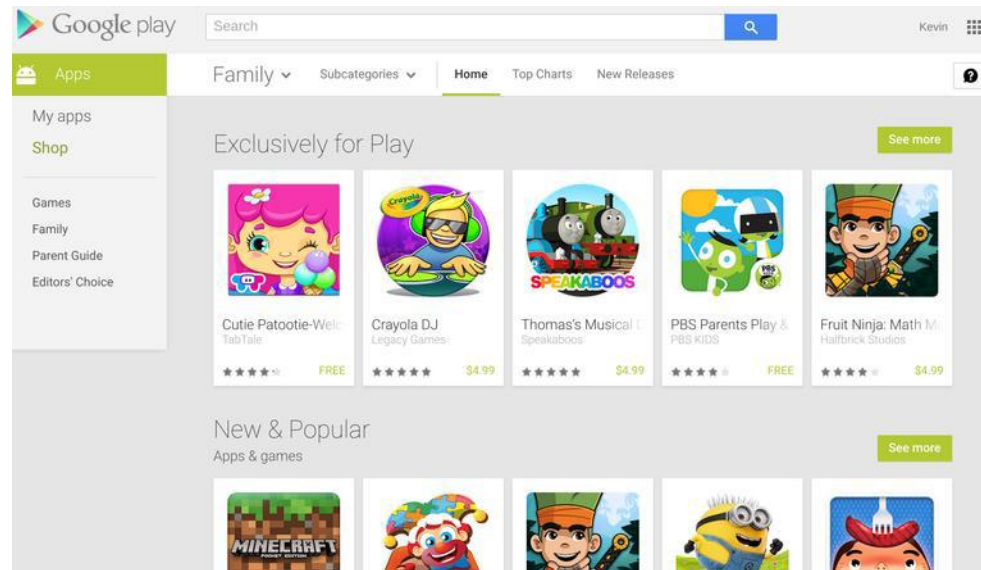 Google play
Search
Kevin
Apps
Family
Subcategories
Home
Top Charts
New Releases
My apps
Shop
Games
Family
Parent Guide
Editors' Choice
Exclusively for Play
See more
Crayola
SPEAKABOOS
PBS
Cutie Patootie-Welc
TabTale
FREE
Crayola DJ
Legacy Games
$4.99
Thomas's Musical D
Speakaboos
$4.99
PBS Parents Play &
PBS KIDS
FREE
Fruit Ninja: Math M
Halfbrick Studios
$4.99
New & Popular
Apps & games
See more
MINECRAFT
POCKET EDITION